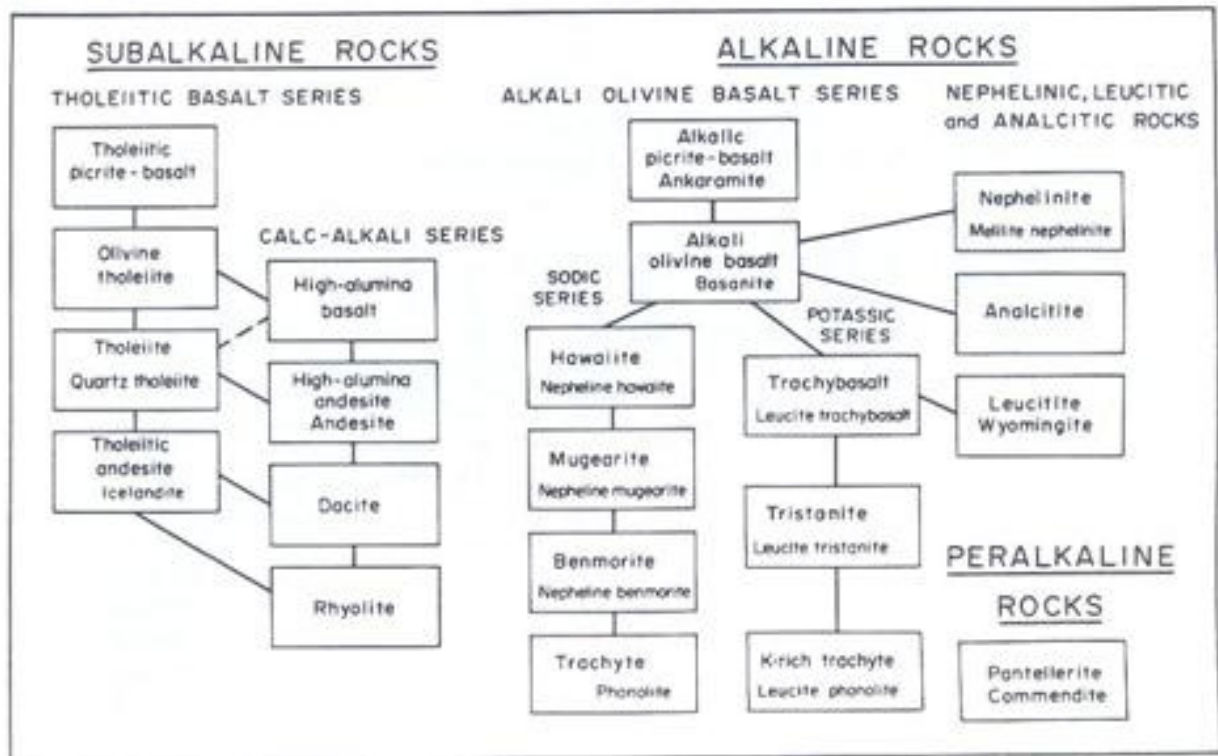 SUBALKALINE ROCKS
THOLEIITIC BASALT SERIES
Tholeiitic
picrite-basalt
Olivine
tholeiite
Tholeiite
Quartz tholeiite
Tholeiitic
andesite
Icelandite
CALC-ALKALI SERIES
High-alumina
basalt
High-alumina
andesite
Andesite
Dacite
Rhyolite
ALKALINE ROCKS
ALKALI OLIVINE BASALT SERIES
Alkalic
picrite-basalt
Ankaramite
Alkali
olivine basalt
Basanite
SODIC
SERIES
Hawaiite
Nepheline hawaiite
Mugearite
Nepheline mugearite
Benmorite
Nepheline benmorite
Trachyte
Phonolite
POTASSIC
SERIES
Trachybasalt
Leucite trachybasalt
Tristanite
Leucite tristanite
K-rich trachyte
Leucite phonolite
NEPHELINIC, LEUCITIC
and ANALCITIC ROCKS
Nephelinite
Melilite nephelinite
Analcitite
Leucitite
Wyomingite
PERALKALINE
ROCKS
Pantellerite
Commendite